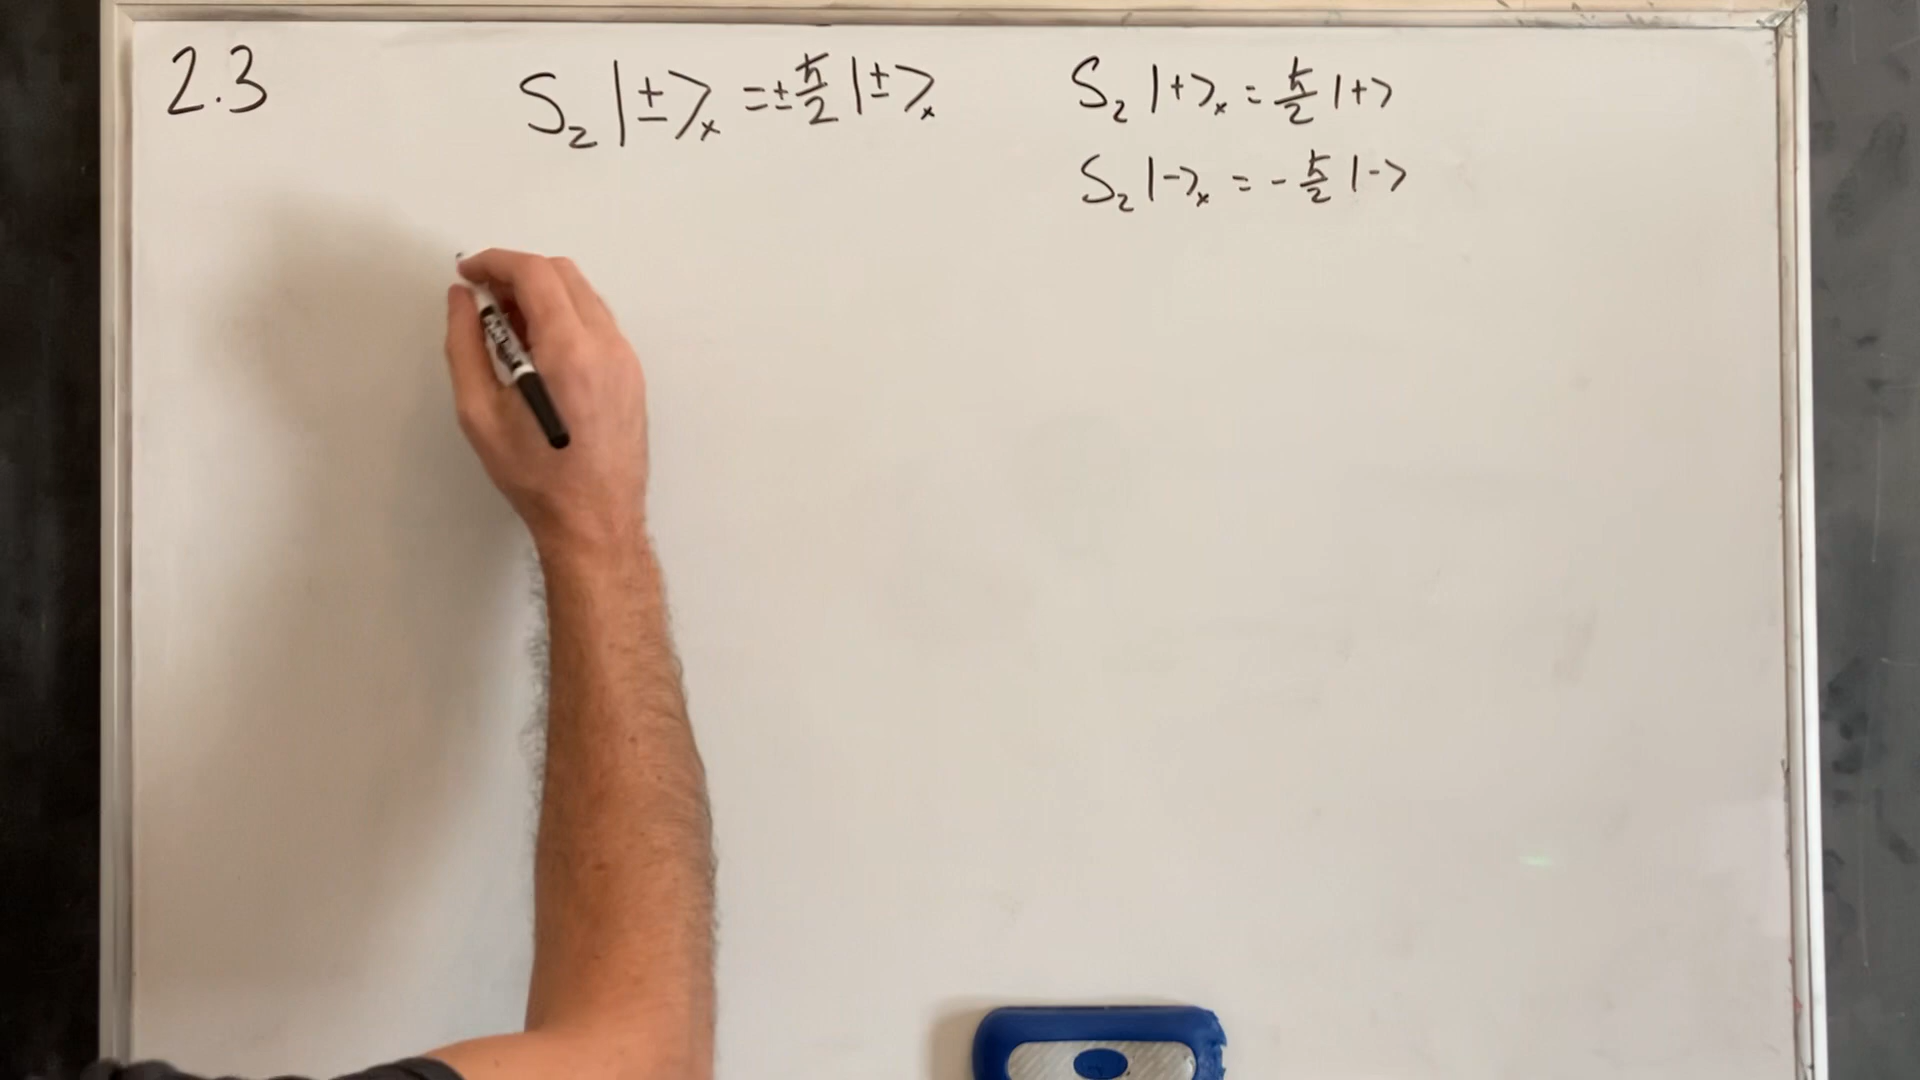 2.3
S_z |±⟩_x = ± ℏ/2 |±⟩_x
S_z |+⟩_x = ℏ/2 |+⟩
S_z |-⟩_x = - ℏ/2 |-⟩